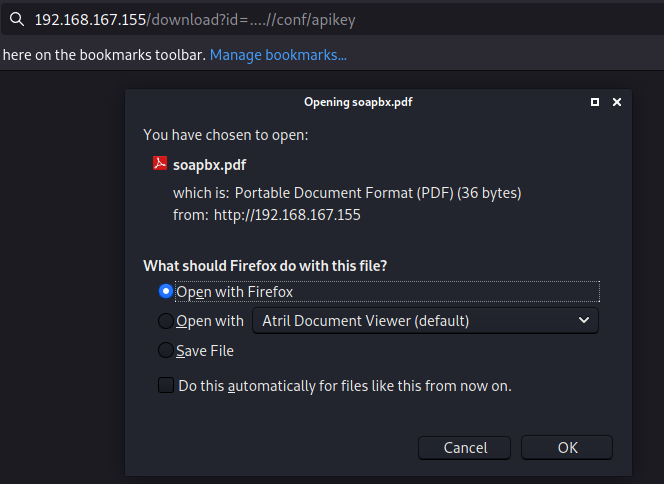 192.168.167.155/download?id=....//conf/apikey
here on the bookmarks toolbar. Manage bookmarks...
Opening soapbx.pdf
You have chosen to open:
soapbx.pdf
which is: Portable Document Format (PDF) (36 bytes)
from: http://192.168.167.155
What should Firefox do with this file?
Open with Firefox
Open with Atril Document Viewer (default)
Save File
Do this automatically for files like this from now on.
Cancel OK